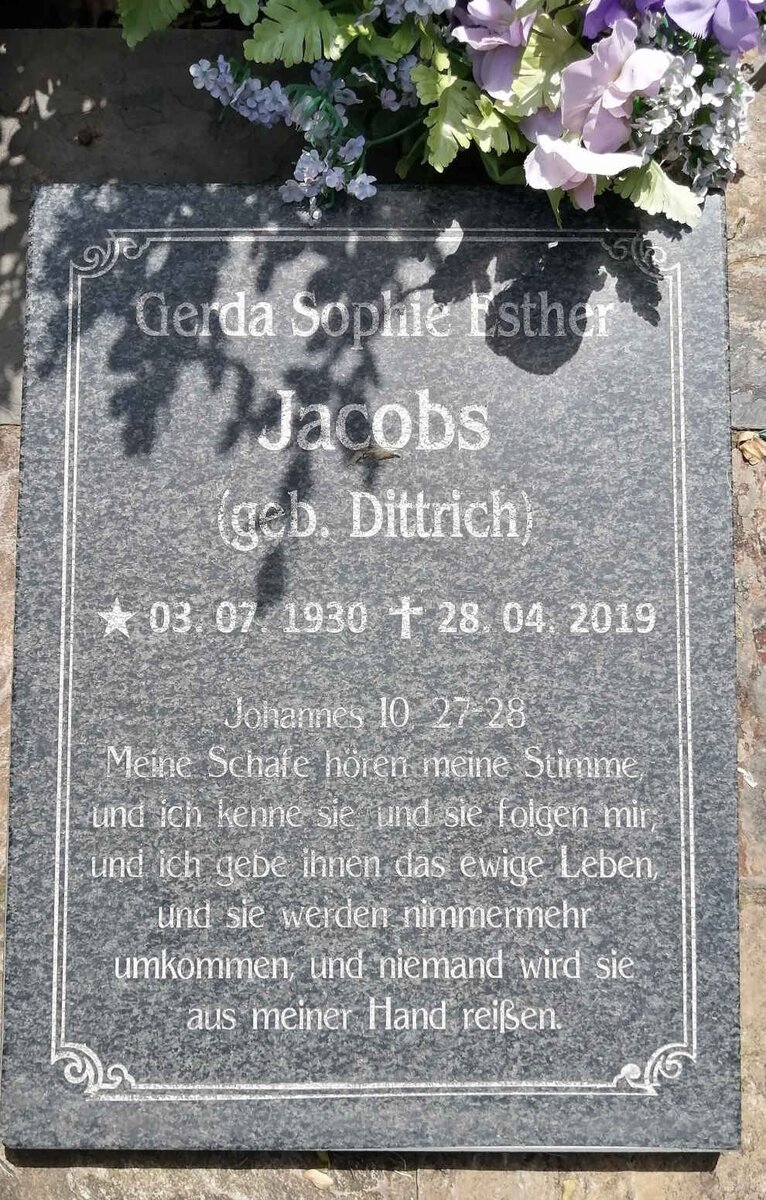 Gerda Sophie Esther
Jacobs
(geb. Dittrich)
★ 03. 07. 1930 ✝ 28. 04. 2019
Johannes 10 27-28
Meine Schafe hören meine Stimme,
und ich kenne sie und sie folgen mir,
und ich gebe ihnen das ewige Leben,
und sie werden nimmermehr
umkommen, und niemand wird sie
aus meiner Hand reißen.